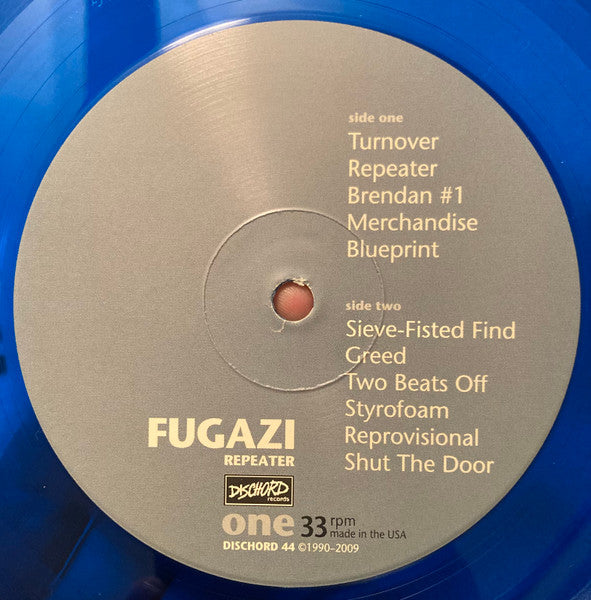 side one
Turnover
Repeater
Brendan #1
Merchandise
Blueprint
side two
Sieve-Fisted Find
Greed
Two Beats Off
Styrofoam
Reprovisional
Shut The Door
FUGAZI
REPEATER
DISCHORD
records
one 33 rpm
made in the USA
DISCHORD 44 ©1990–2009